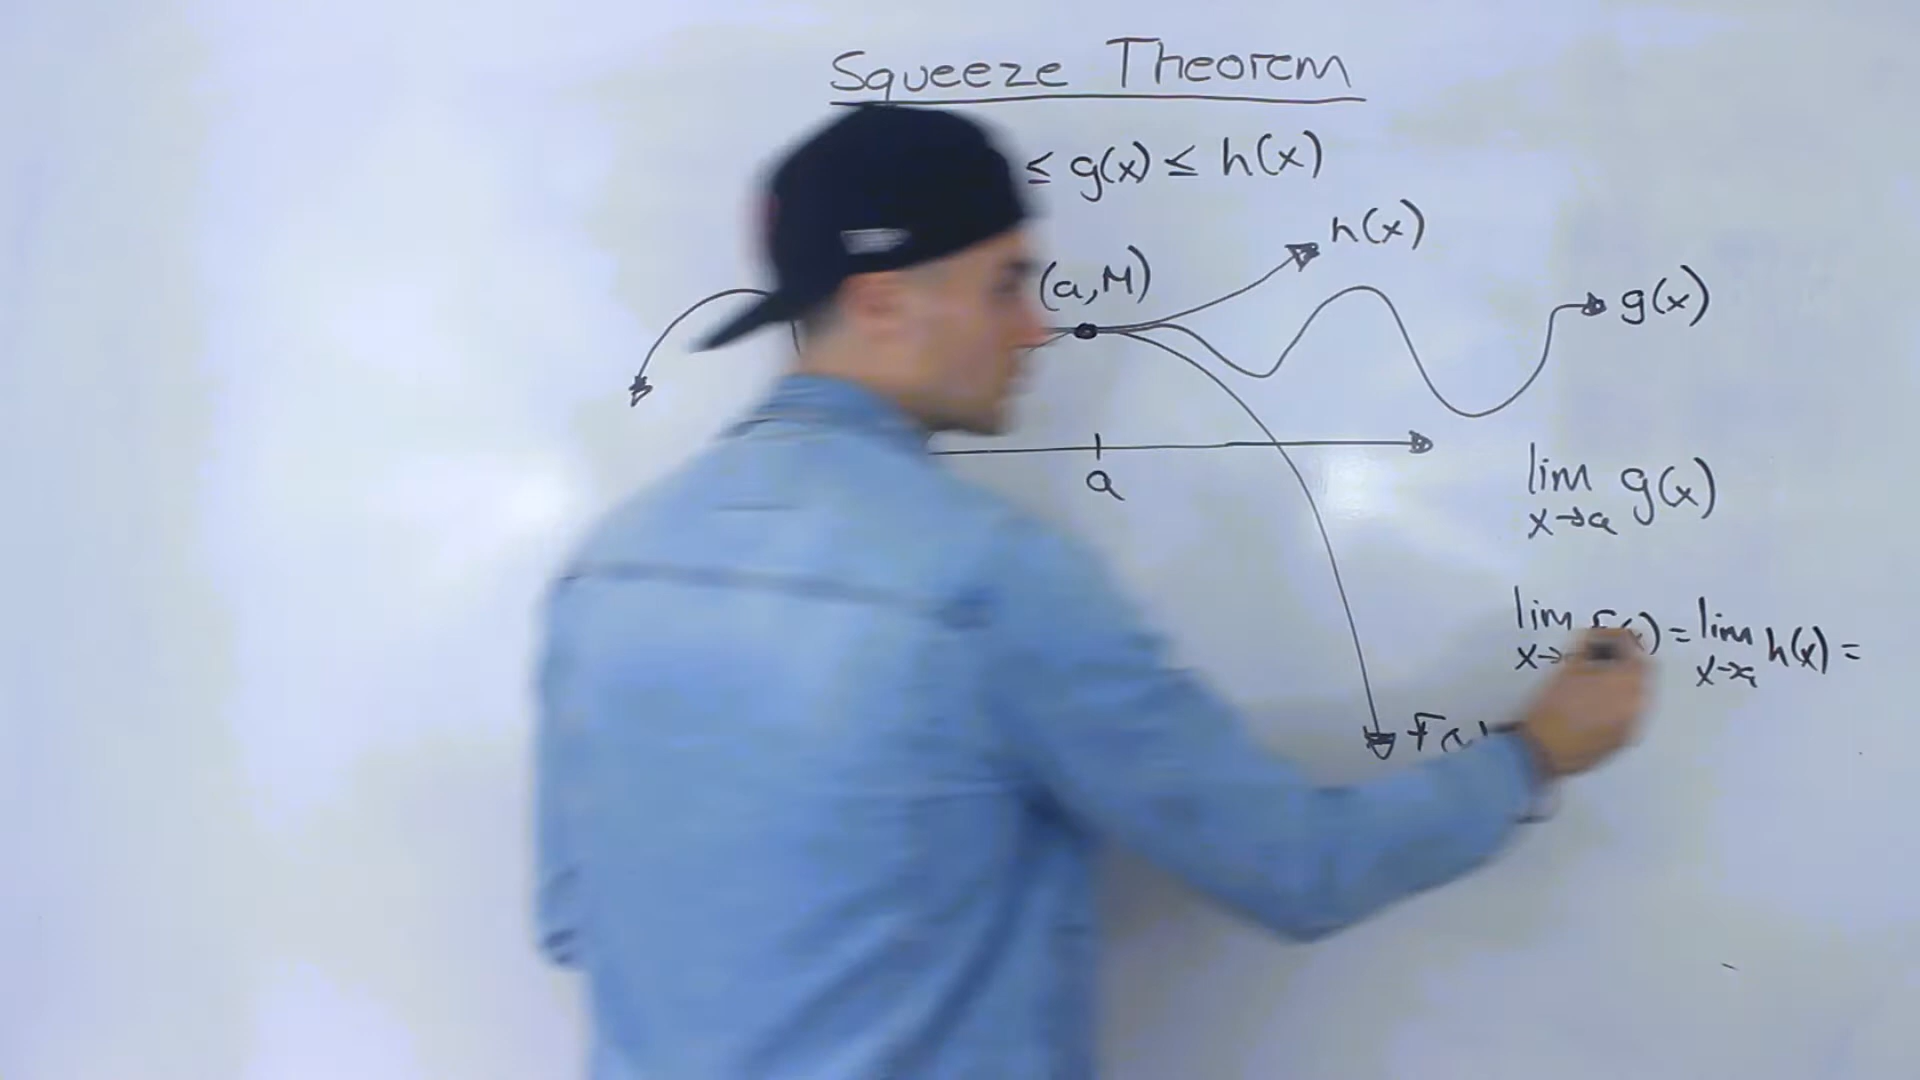 Squeeze Theorem
≤ g(x) ≤ h(x)
h(x)
(a,M)
g(x)
a
lim g(x)
x→a
lim (x) = lim h(x) =
x→ x→a